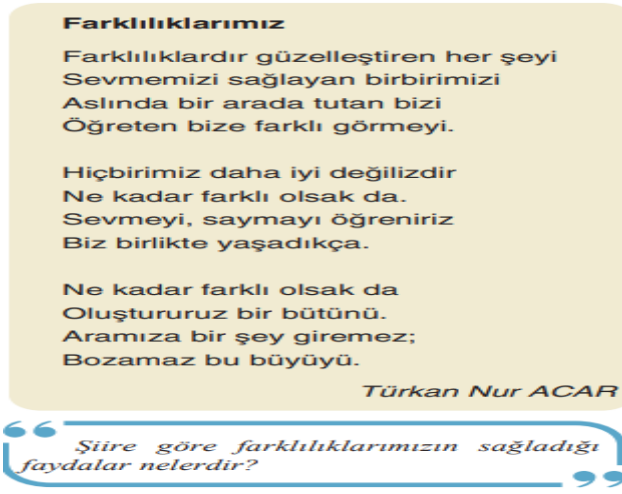 Farklılıklarımız
Farklılıklardır güzelleştiren her şeyi
Sevmemizi sağlayan birbirimizi
Aslında bir arada tutan bizi
Öğreten bize farklı görmeyi.
Hiçbirimiz daha iyi değilizdir
Ne kadar farklı olsak da.
Sevmeyi, saymayı öğreniriz
Biz birlikte yaşadıkça.
Ne kadar farklı olsak da
Oluştururuz bir bütünü.
Aramıza bir şey giremez;
Bozamaz bu büyüyü.
Türkan Nur ACAR
Şiire göre farklılıklarımızın sağladığı
faydalar nelerdir?